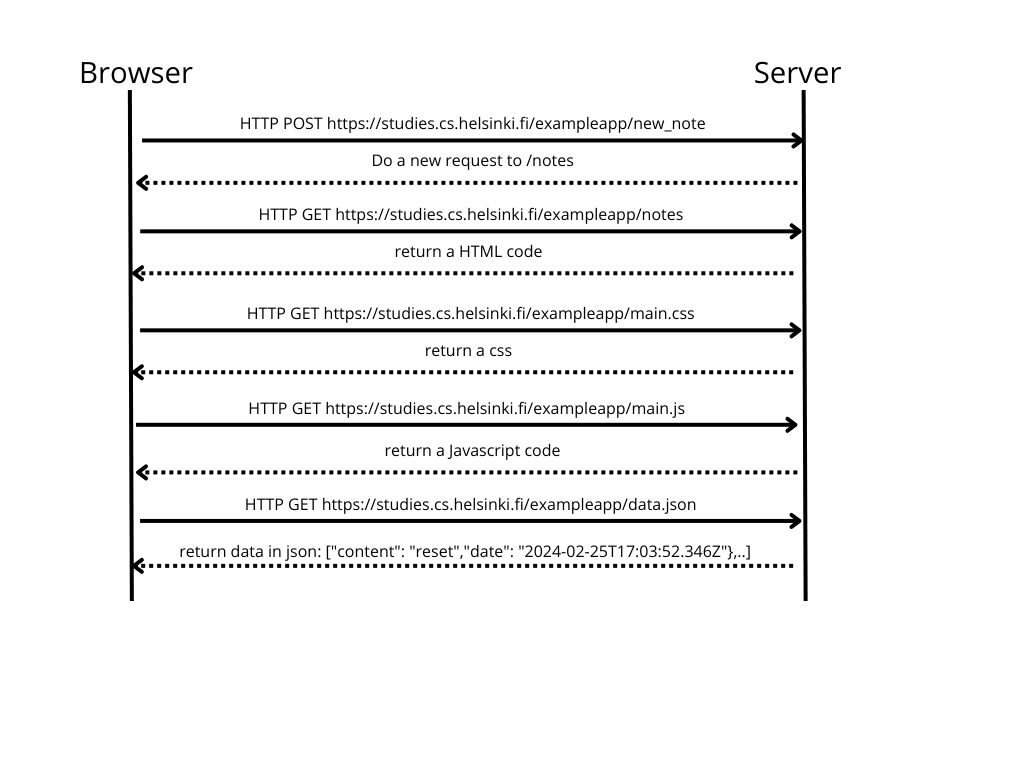 Browser
Server
HTTP POST https://studies.cs.helsinki.fi/exampleapp/new_note
Do a new request to /notes
HTTP GET https://studies.cs.helsinki.fi/exampleapp/notes
return a HTML code
HTTP GET https://studies.cs.helsinki.fi/exampleapp/main.css
return a css
HTTP GET https://studies.cs.helsinki.fi/exampleapp/main.js
return a Javascript code
HTTP GET https://studies.cs.helsinki.fi/exampleapp/data.json
return data in json: ["content": "reset","date": "2024-02-25T17:03:52.346Z"},..]